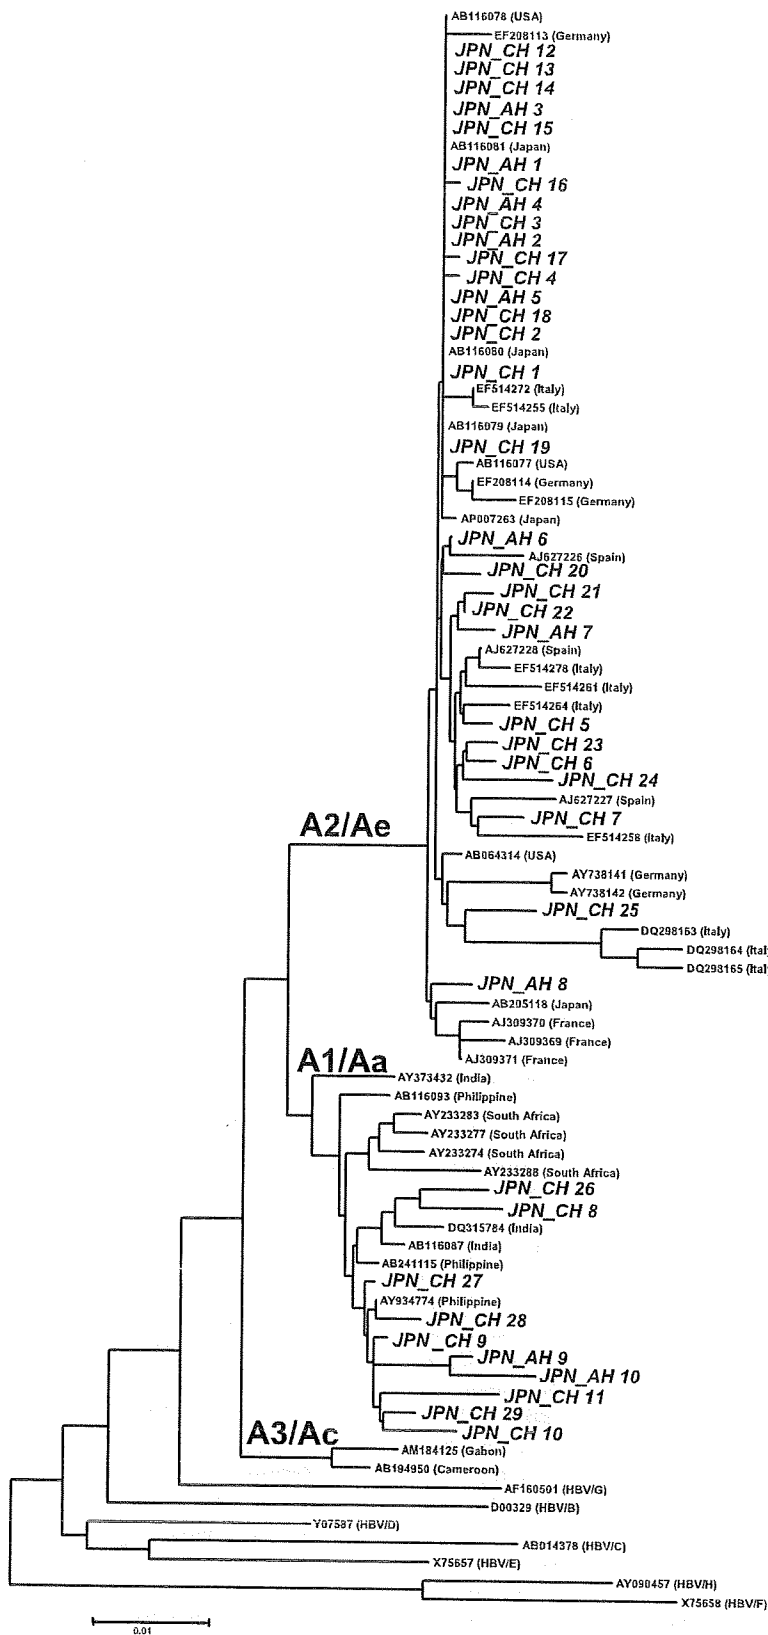 AB116078 (USA)
EF208113 (Germany)
JPN_CH 12
JPN_CH 13
JPN_CH 14
JPN_AH 3
JPN_CH 15
AB116081 (Japan)
JPN_AH 1
JPN_CH 16
JPN_AH 4
JPN_CH 3
JPN_AH 2
JPN_CH 17
JPN_CH 4
JPN_AH 5
JPN_CH 18
JPN_CH 2
AB116080 (Japan)
JPN_CH 1
EF514272 (Italy)
EF514255 (Italy)
AB116079 (Japan)
JPN_CH 19
AB116077 (USA)
EF208114 (Germany)
EF208115 (Germany)
AP007263 (Japan)
JPN_AH 6
AJ627226 (Spain)
JPN_CH 20
JPN_CH 21
JPN_CH 22
JPN_AH 7
AJ627228 (Spain)
EF514278 (Italy)
EF514261 (Italy)
EF514264 (Italy)
JPN_CH 5
JPN_CH 23
JPN_CH 6
JPN_CH 24
AJ627227 (Spain)
JPN_CH 7
A2/Ae
EF514258 (Italy)
AB064314 (USA)
AY738141 (Germany)
AY738142 (Germany)
JPN_CH 25
DQ298163 (Italy)
DQ298164 (Ital
DQ298165 (Ital
JPN_AH 8
AB205118 (Japan)
AJ309370 (France)
AJ309369 (France)
AJ309371 (France)
A1/Aa
AY373432 (India)
AB116093 (Philippine)
AY233283 (South Africa)
AY233277 (South Africa)
AY233274 (South Africa)
AY233288 (South Africa)
JPN_CH 26
JPN_CH 8
DQ315784 (India)
AB116087 (India)
AB241115 (Philippine)
JPN_CH 27
AY934774 (Philippine)
JPN_CH 28
JPN_CH 9
JPN_AH 9
JPN_AH 10
JPN_CH 11
JPN_CH 29
JPN_CH 10
A3/Ac
AM184125 (Gabon)
AB194950 (Cameroon)
AF160501 (HBV/G)
D00329 (HBV/B)
Y07587 (HBV/D)
AB014378 (HBV/C)
X75657 (HBV/E)
AY090457 (HBV/H)
X75658 (HBV/F)
0.01